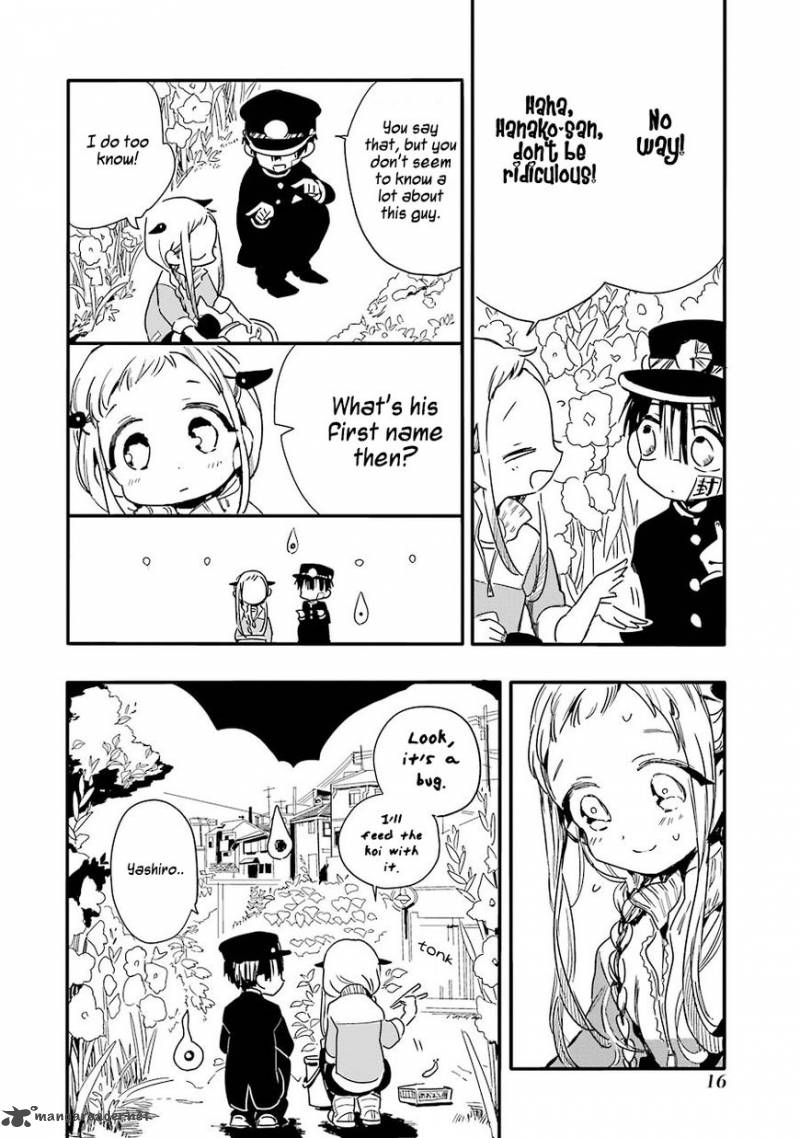 No
way!
Haha,
Hanako-san,
don't be
ridiculous!
封
You say
that, but you
don't seem
to know a
lot about
this guy.
I do too
know!
What's his
first name
then?
Look,
it's a
bug.
I'll
feed the
koi with
it.
Yashiro..
tonk
16
mangareader.net